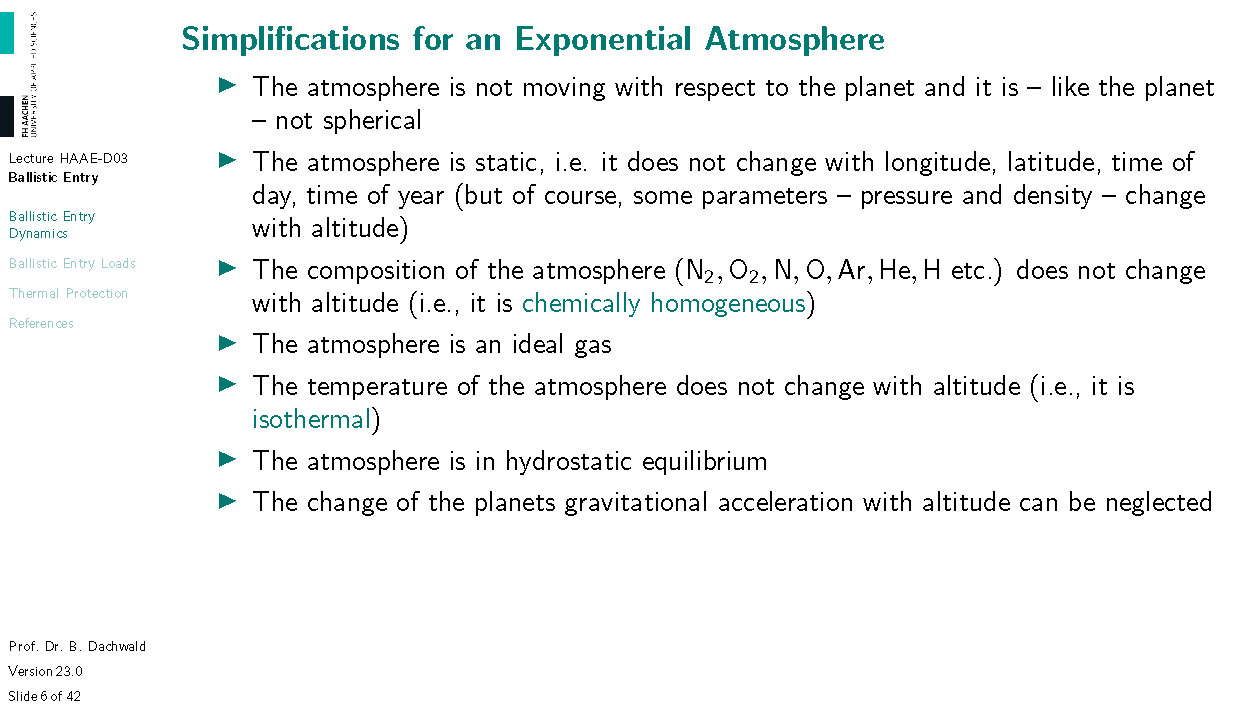 Simplifications for an Exponential Atmosphere
▶ The atmosphere is not moving with respect to the planet and it is – like the planet
– not spherical
▶ The atmosphere is static, i.e. it does not change with longitude, latitude, time of
day, time of year (but of course, some parameters – pressure and density – change
with altitude)
▶ The composition of the atmosphere (N₂, O₂, N, O, Ar, He, H etc.) does not change
with altitude (i.e., it is chemically homogeneous)
▶ The atmosphere is an ideal gas
▶ The temperature of the atmosphere does not change with altitude (i.e., it is
isothermal)
▶ The atmosphere is in hydrostatic equilibrium
▶ The change of the planets gravitational acceleration with altitude can be neglected
FH AACHEN
UNIVERSITY OF APPLIED SCIENCES
Lecture HAAE-D03
Ballistic Entry
Ballistic Entry
Dynamics
Ballistic Entry Loads
Thermal Protection
References
Prof. Dr. B. Dachwald
Version 23.0
Slide 6 of 42